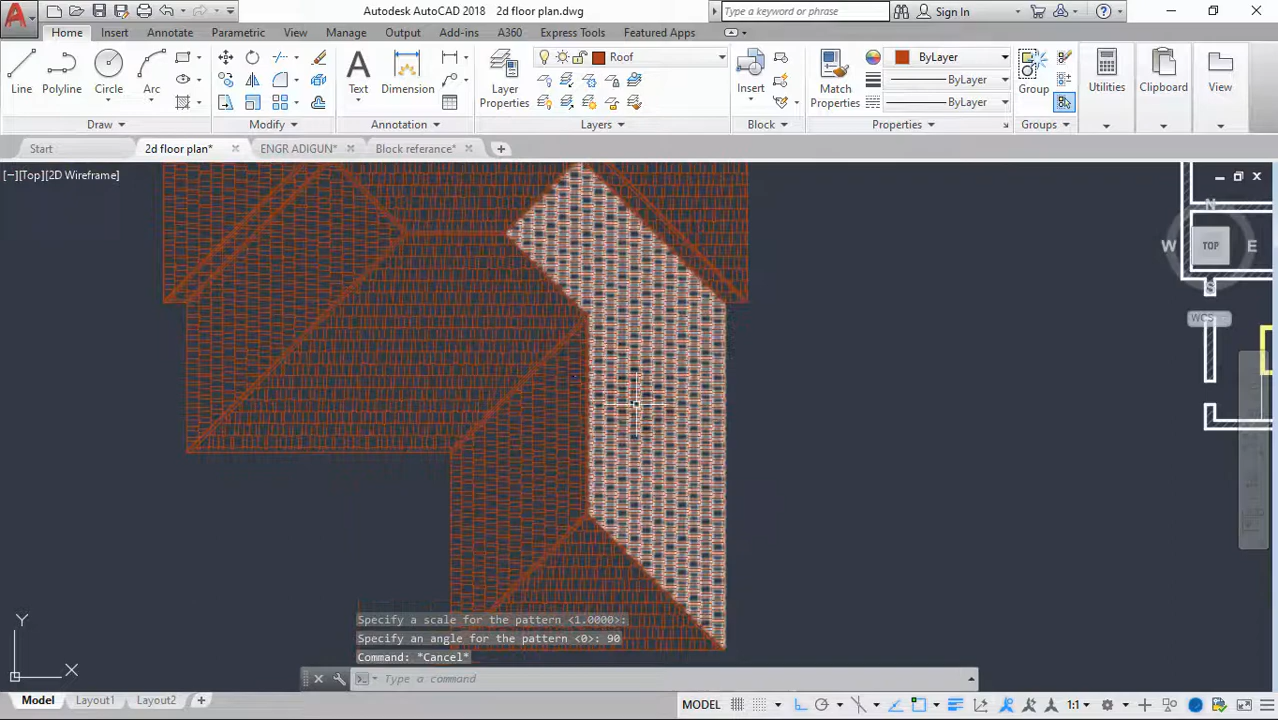 Autodesk AutoCAD 2018 2d floor plan.dwg
Type a keyword or phrase
Sign In
Home Insert Annotate Parametric View Manage Output Add-ins A360 Express Tools Featured Apps
Line
Polyline
Circle
Arc
Text
Dimension
Layer
Properties
Roof
Insert
Match
Properties
ByLayer
ByLayer
ByLayer
Group
Utilities
Clipboard
View
Draw
Modify
Annotation
Layers
Block
Properties
Groups
Start
2d floor plan*
ENGR ADIGUN*
Block referance*
[−][Top][2D Wireframe]
N
W
TOP
E
S
WCS
Specify a scale for the pattern <1.0000>:
Specify an angle for the pattern <0>: 90
Command: *Cancel*
Type a command
Y
X
Model
Layout1
Layout2
MODEL
1:1